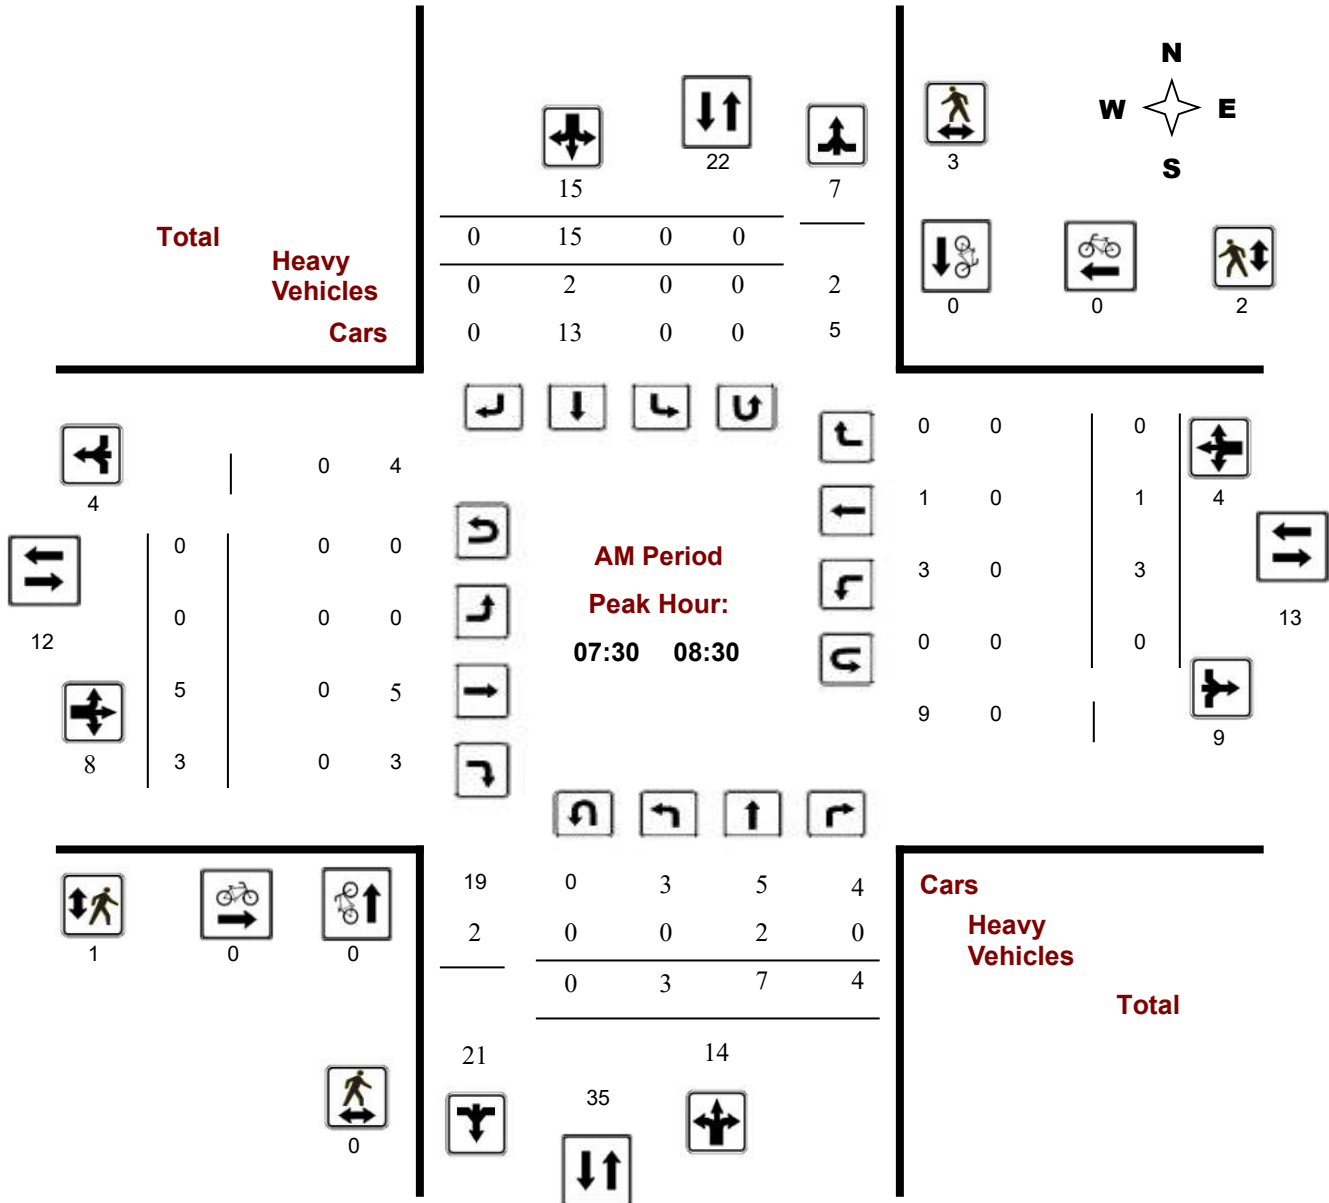 N
W E
S
22
3
15 7
Total 0 15 0 0
0 0 2
Heavy
Vehicles 0 2 0 0 2
Cars 0 13 0 0 5
0 0 0
0 4
4
1 0 1 4
0 0 0
AM Period
3 0 3
Peak Hour:
0 0 0
13
12
07:30 08:30
0 0 0
5 0 5
9 0
9
8 3 0 3
19 0 3 5 4
Cars
2 0 0 2 0
Heavy
Vehicles
1 0 0
0 3 7 4
Total
21 14
35
0